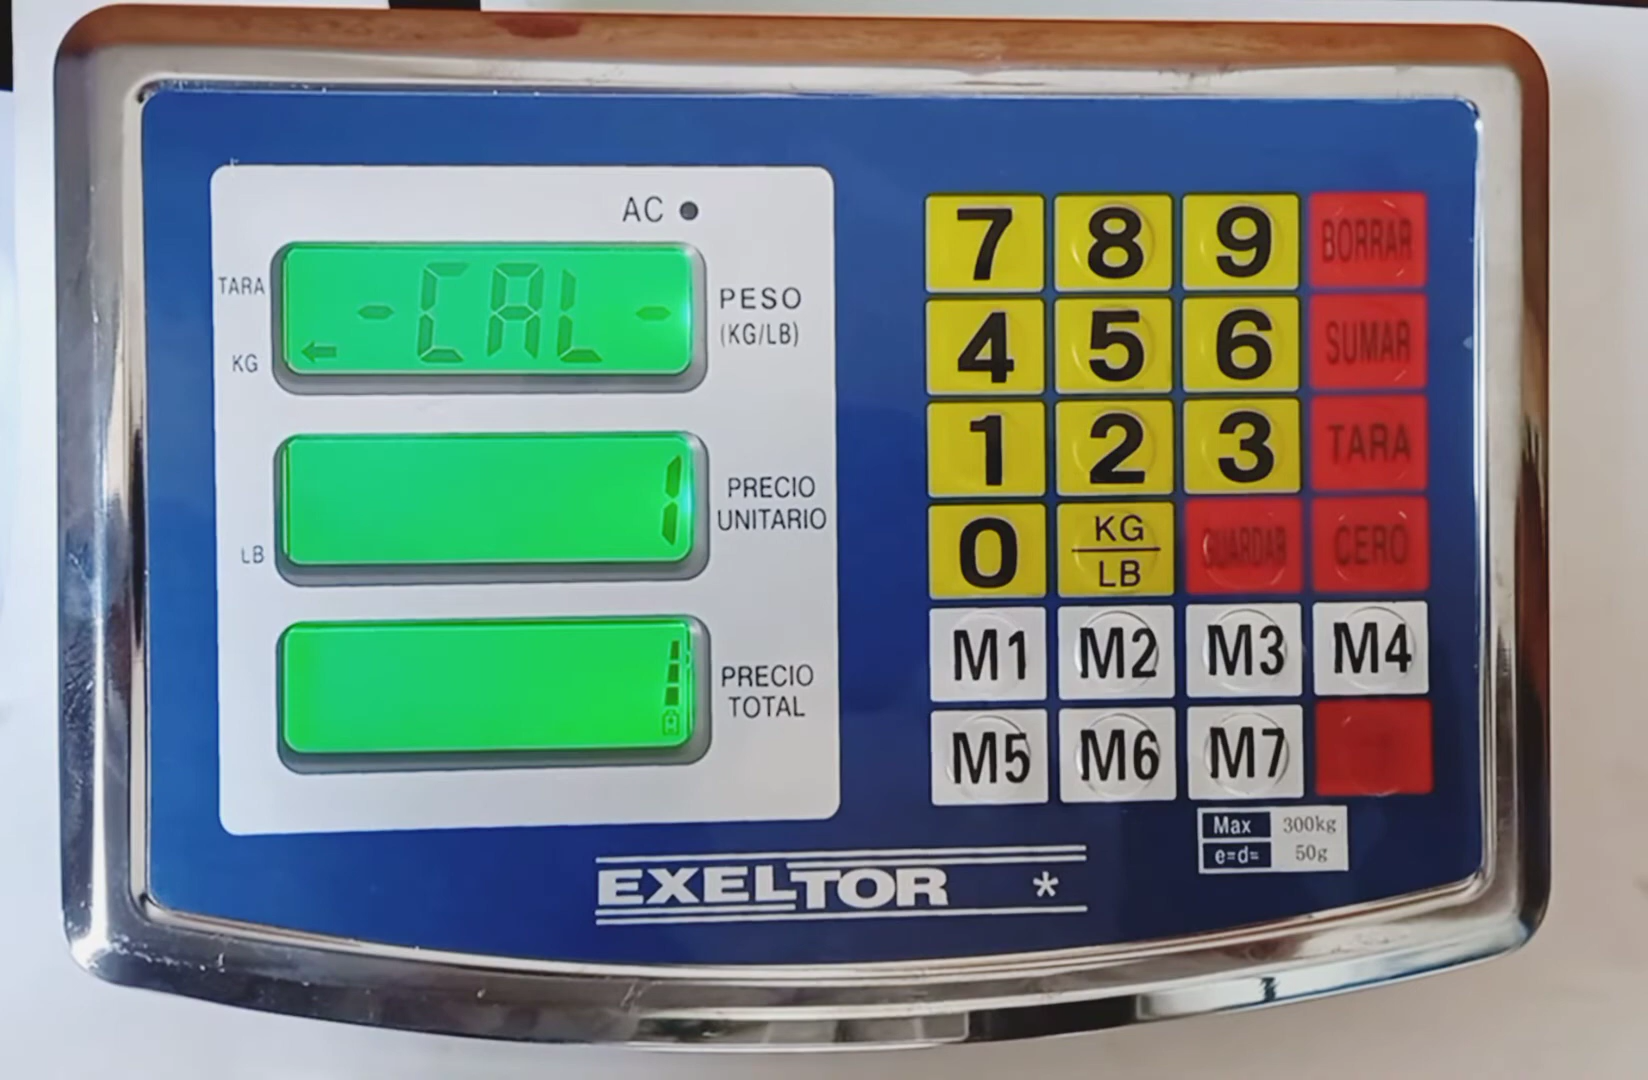 AC
TARA
-CAL-
PESO
(KG/LB)
KG
1
PRECIO
UNITARIO
LB
PRECIO
TOTAL
7 8 9 BORRAR
4 5 6 SUMAR
1 2 3 TARA
0 KG/LB GUARDAR CERO
M1 M2 M3 M4
M5 M6 M7
Max 300kg
e=d= 50g
EXELTOR *